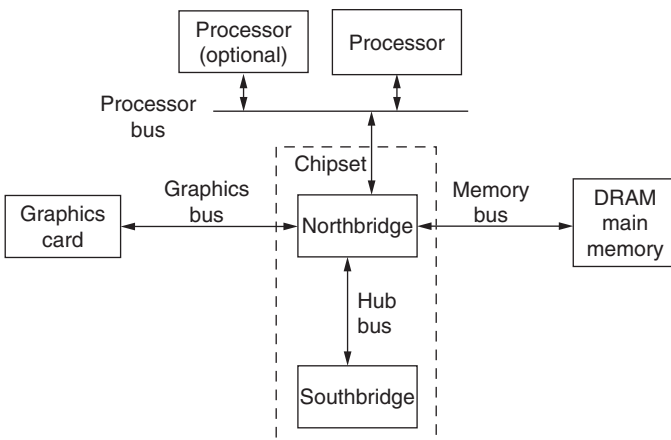 Processor
(optional)
Processor
Processor
bus
Chipset
Graphics
bus
Memory
bus
Graphics
card
Northbridge
DRAM
main
memory
Hub
bus
Southbridge